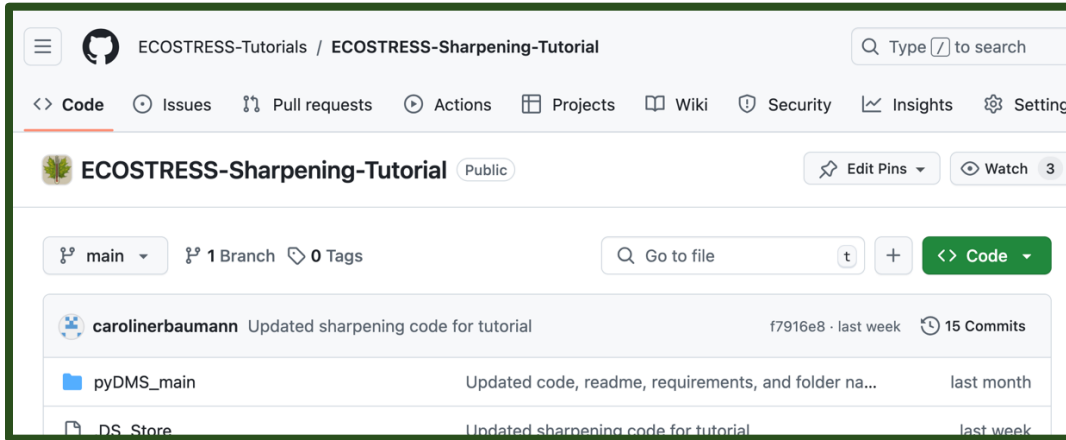 ECOSTRESS-Tutorials / ECOSTRESS-Sharpening-Tutorial Type / to search
Code Issues Pull requests Actions Projects Wiki Security Insights Setting
ECOSTRESS-Sharpening-Tutorial Public Edit Pins Watch 3
main 1 Branch 0 Tags Go to file t + <> Code
carolinerbaumann Updated sharpening code for tutorial f7916e8 · last week 15 Commits
pyDMS_main Updated code, readme, requirements, and folder na... last month
DS_Store Updated sharpening code for tutorial last week